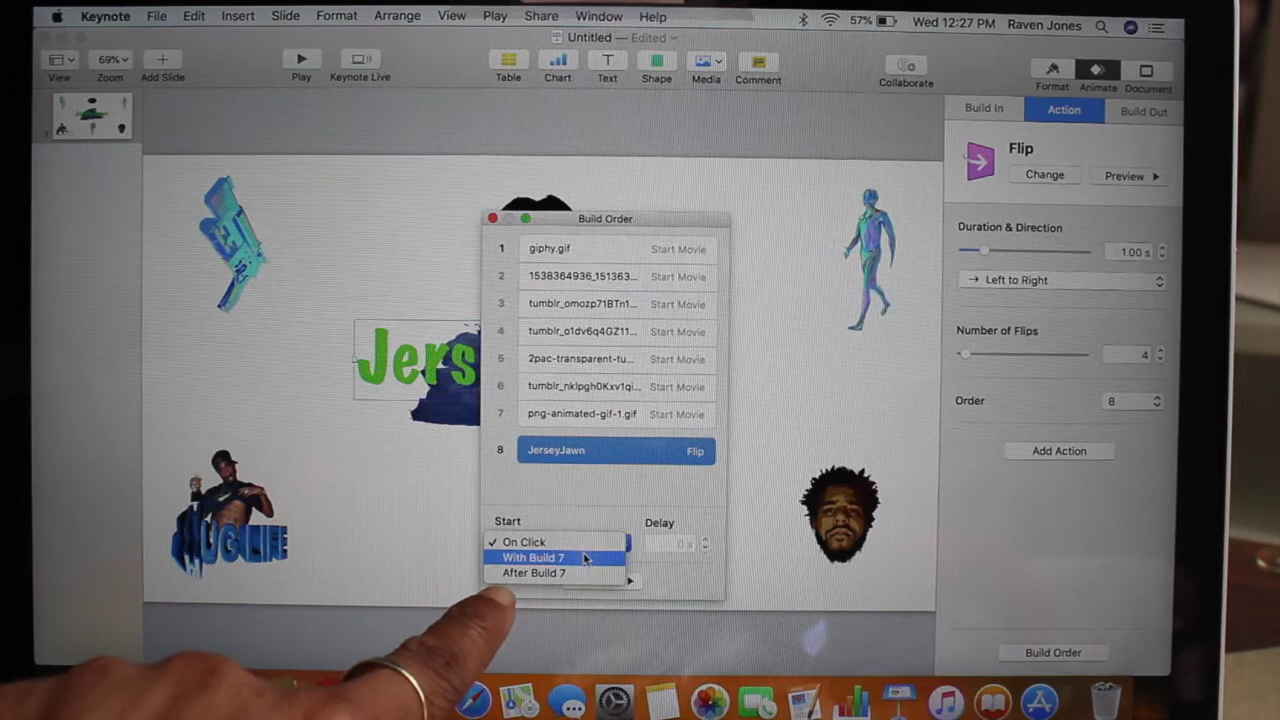 Keynote File Edit Insert Slide Format Arrange View Play Share Window Help 57% Wed 12:27 PM Raven Jones
Untitled — Edited
69%
View Zoom Add Slide Play Keynote Live Table Chart Text Shape Media Comment Collaborate Format Animate Document
Build In Action Build Out
1
Flip
Change Preview
Duration & Direction
1.00 s
→ Left to Right
Number of Flips
4
Order 8
Add Action
Build Order
Build Order
1 giphy.gif Start Movie
2 1538364936_151363... Start Movie
3 tumblr_omozp71BTn1... Start Movie
4 tumblr_o1dv6q4GZ11... Start Movie
5 2pac-transparent-tu... Start Movie
6 tumblr_nklpgh0Kxv1qi... Start Movie
7 png-animated-gif-1.gif Start Movie
8 JerseyJawn Flip
Start Delay
✓ On Click 0 s
With Build 7
After Build 7
Jers